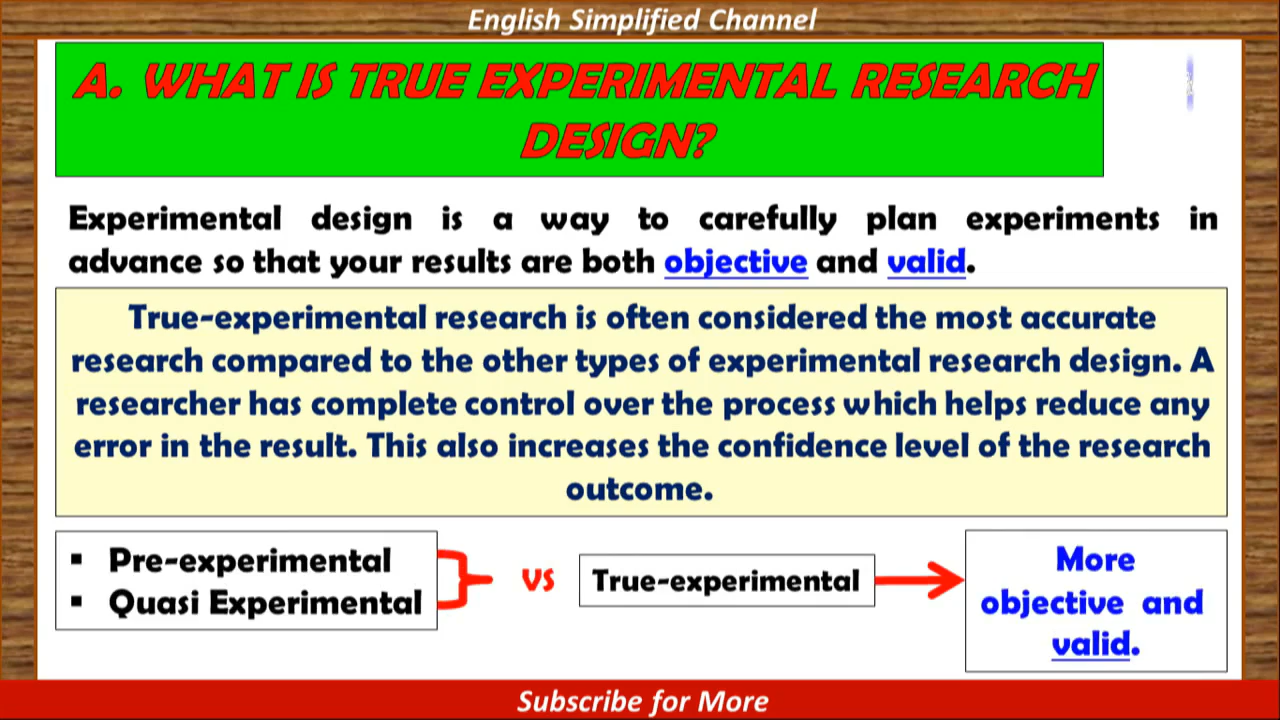 English Simplified Channel
A. WHAT IS TRUE EXPERIMENTAL RESEARCH
DESIGN?
Experimental design is a way to carefully plan experiments in
advance so that your results are both objective and valid.
True-experimental research is often considered the most accurate
research compared to the other types of experimental research design. A
researcher has complete control over the process which helps reduce any
error in the result. This also increases the confidence level of the research
outcome.
▪ Pre-experimental
▪ Quasi Experimental
VS
True-experimental
More
objective and
valid.
Subscribe for More